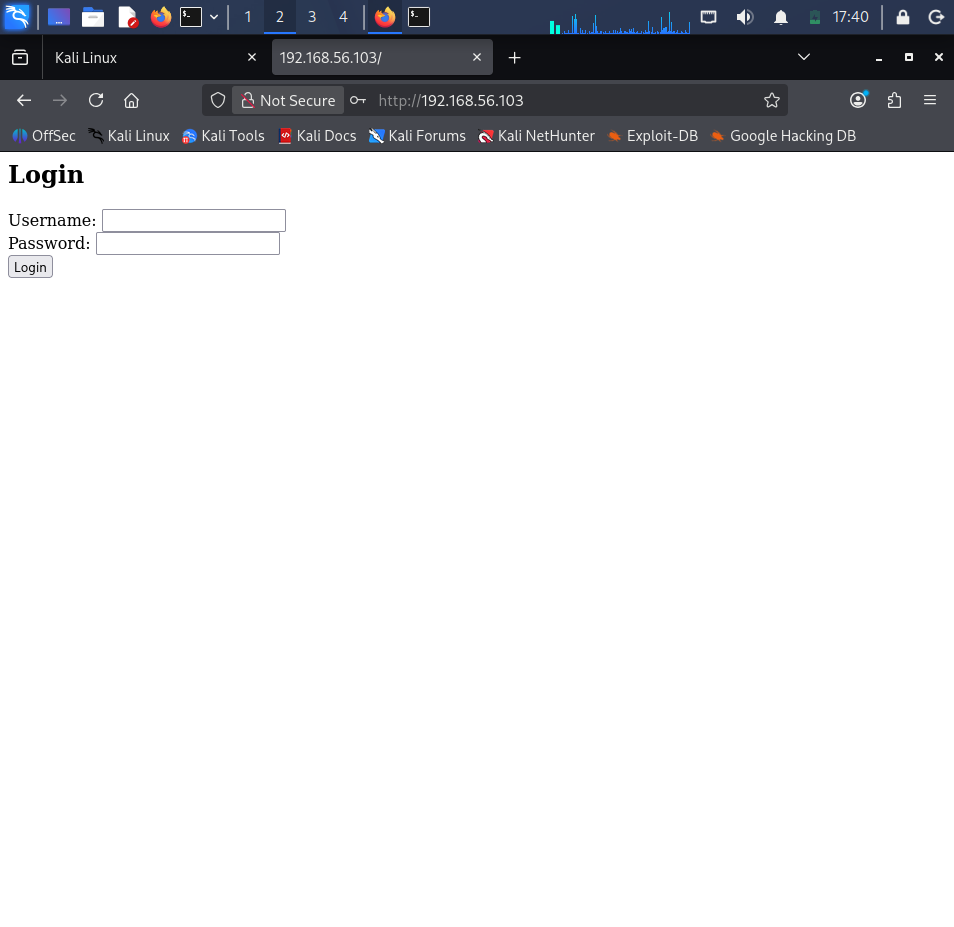 1 2 3 4 17:40
Kali Linux 192.168.56.103/
Not Secure http://192.168.56.103
OffSec Kali Linux Kali Tools Kali Docs Kali Forums Kali NetHunter Exploit-DB Google Hacking DB
Login
Username:
Password:
Login